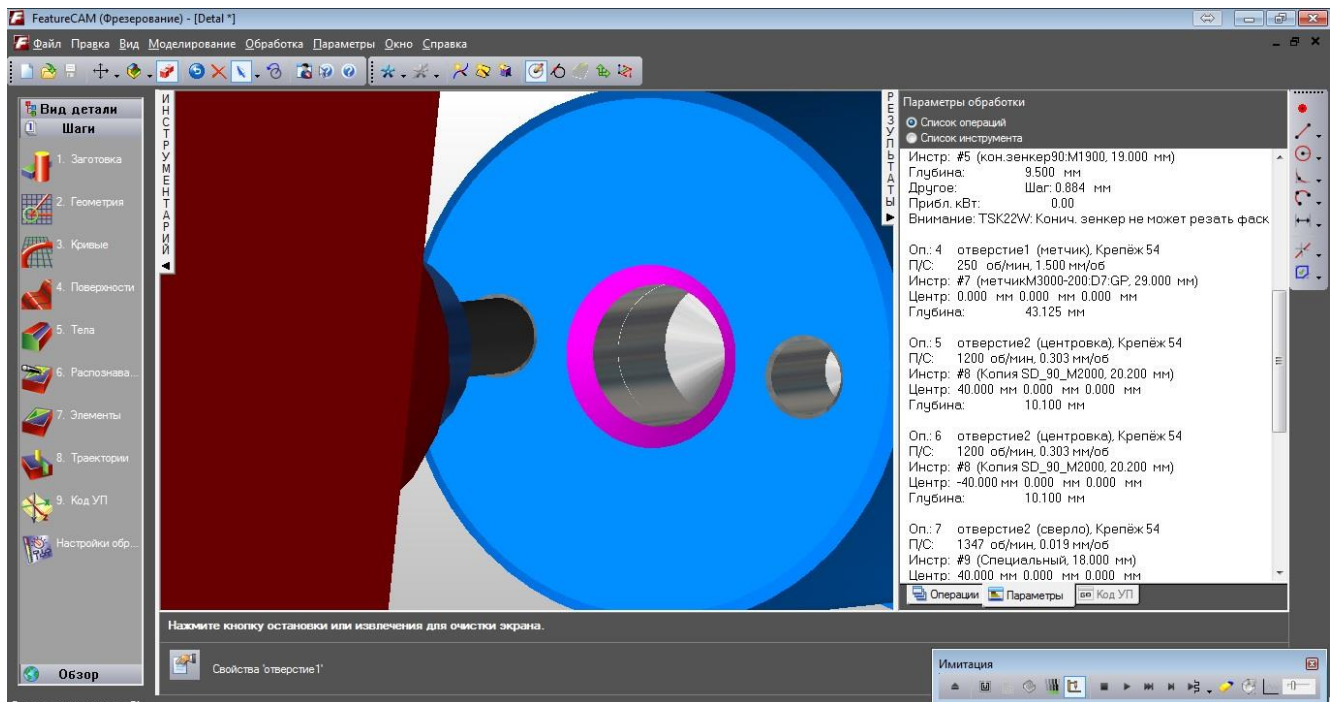 FeatureCAM (Фрезерование) - [Detal *]
Файл Правка Вид Моделирование Обработка Параметры Окно Справка
Вид детали
Шаги
1. Заготовка
2. Геометрия
3. Кривые
4. Поверхности
5. Тела
6. Распознава...
7. Элементы
8. Траектории
9. Код УП
Настройки обр...
Обзор
ИНСТРУМЕНТАРИЙ
РЕЗУЛЬТАТЫ
Параметры обработки
Список операций
Список инструмента
Инстр: #5 (кон.зенкер90:M1900, 19.000 мм)
Глубина: 9.500 мм
Другое: Шаг: 0.884 мм
Прибл. кВт: 0.00
Внимание: TSK22W: Конич. зенкер не может резать фаск
Оп.: 4 отверстие1 (метчик), Крепёж 54
П/С: 250 об/мин, 1.500 мм/об
Инстр: #7 (метчикM3000-200:D7:GP, 29.000 мм)
Центр: 0.000 мм 0.000 мм 0.000 мм
Глубина: 43.125 мм
Оп.: 5 отверстие2 (центровка), Крепёж 54
П/С: 1200 об/мин, 0.303 мм/об
Инстр: #8 (Копия SD_90_M2000, 20.200 мм)
Центр: 40.000 мм 0.000 мм 0.000 мм
Глубина: 10.100 мм
Оп.: 6 отверстие2 (центровка), Крепёж 54
П/С: 1200 об/мин, 0.303 мм/об
Инстр: #8 (Копия SD_90_M2000, 20.200 мм)
Центр: -40.000 мм 0.000 мм 0.000 мм
Глубина: 10.100 мм
Оп.: 7 отверстие2 (сверло), Крепёж 54
П/С: 1347 об/мин, 0.019 мм/об
Инстр: #9 (Специальный, 18.000 мм)
Центр: 40.000 мм 0.000 мм 0.000 мм
Операции Параметры Код УП
Нажмите кнопку остановки или извлечения для очистки экрана.
Свойства 'отверстие1'
Имитация